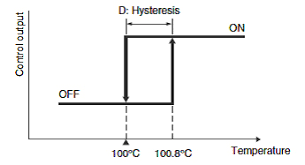 D: Hysteresis
ON
Control output
OFF
100°C 100.8°C Temperature